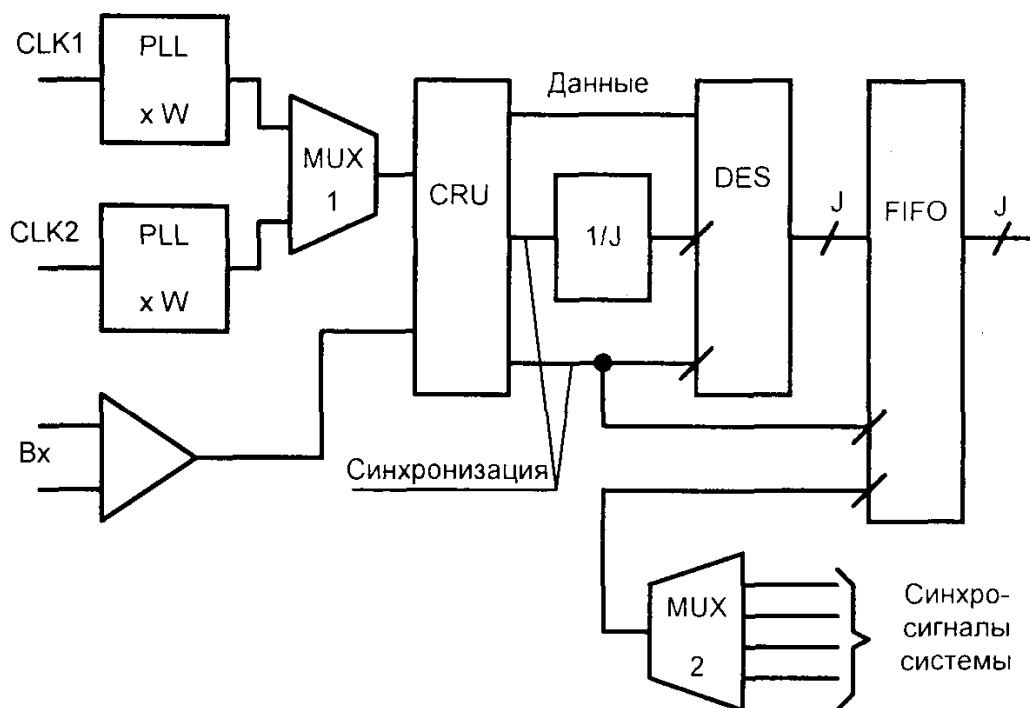 CLK1
PLL
x W
Данные
MUX
1
CRU
DES
J
FIFO
J
CLK2
PLL
x W
1/J
Вх
Синхронизация
MUX
2
Синхро-
сигналы
системы